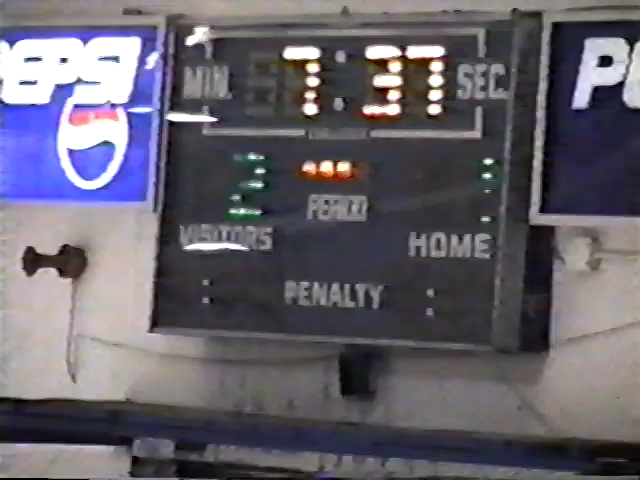 EPSI
MIN. 7:37 SEC.
2
PERIOD
VISITORS HOME
PENALTY